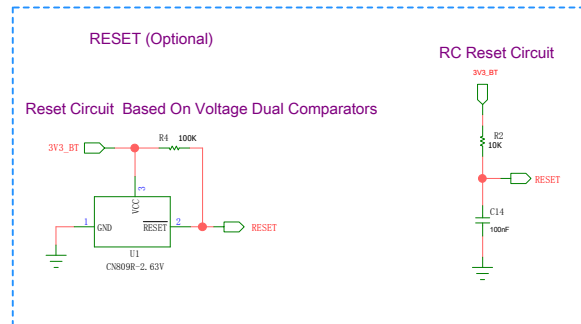 RESET (Optional)
RC Reset Circuit
3V3_BT
Reset Circuit Based On Voltage Dual Comparators
R4 100K
3V3_BT
R2
10K
3
VCC
RESET
1
GND
RESET
2
RESET
C14
100nF
U1
CN809R-2.63V